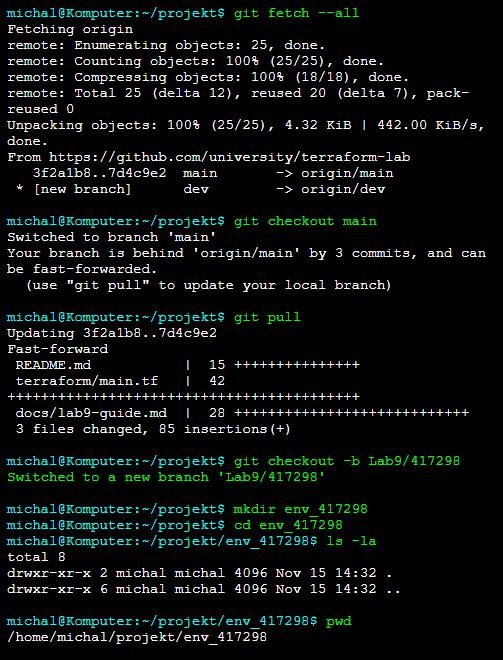 michal@Komputer:~/projekt$ git fetch --all
Fetching origin
remote: Enumerating objects: 25, done.
remote: Counting objects: 100% (25/25), done.
remote: Compressing objects: 100% (18/18), done.
remote: Total 25 (delta 12), reused 20 (delta 7), pack-
reused 0
Unpacking objects: 100% (25/25), 4.32 KiB | 442.00 KiB/s,
done.
From https://github.com/university/terraform-lab
   3f2a1b8..7d4c9e2  main       -> origin/main
 * [new branch]      dev        -> origin/dev
michal@Komputer:~/projekt$ git checkout main
Switched to branch 'main'
Your branch is behind 'origin/main' by 3 commits, and can
be fast-forwarded.
  (use "git pull" to update your local branch)
michal@Komputer:~/projekt$ git pull
Updating 3f2a1b8..7d4c9e2
Fast-forward
 README.md          |  15 +++++++++++++++
 terraform/main.tf  |  42
++++++++++++++++++++++++++++++++++++++++++
 docs/lab9-guide.md |  28 ++++++++++++++++++++++++++++
 3 files changed, 85 insertions(+)
michal@Komputer:~/projekt$ git checkout -b Lab9/417298
Switched to a new branch 'Lab9/417298'
michal@Komputer:~/projekt$ mkdir env_417298
michal@Komputer:~/projekt$ cd env_417298
michal@Komputer:~/projekt/env_417298$ ls -la
total 8
drwxr-xr-x 2 michal michal 4096 Nov 15 14:32 .
drwxr-xr-x 6 michal michal 4096 Nov 15 14:32 ..
michal@Komputer:~/projekt/env_417298$ pwd
/home/michal/projekt/env_417298